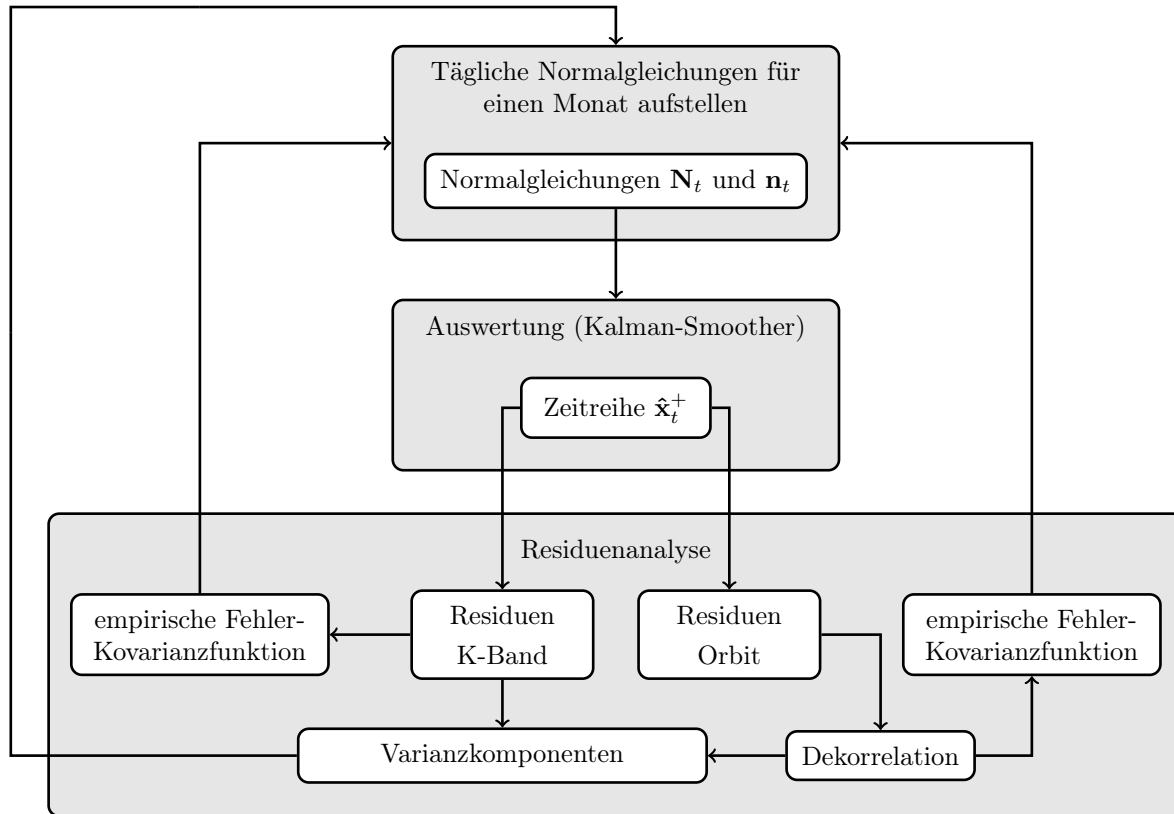 Tägliche Normalgleichungen für
einen Monat aufstellen
Normalgleichungen N_t und n_t
Auswertung (Kalman-Smoother)
Zeitreihe x̂_t^+
Residuenanalyse
empirische Fehler-
Kovarianzfunktion
Residuen
K-Band
Residuen
Orbit
empirische Fehler-
Kovarianzfunktion
Varianzkomponenten
Dekorrelation